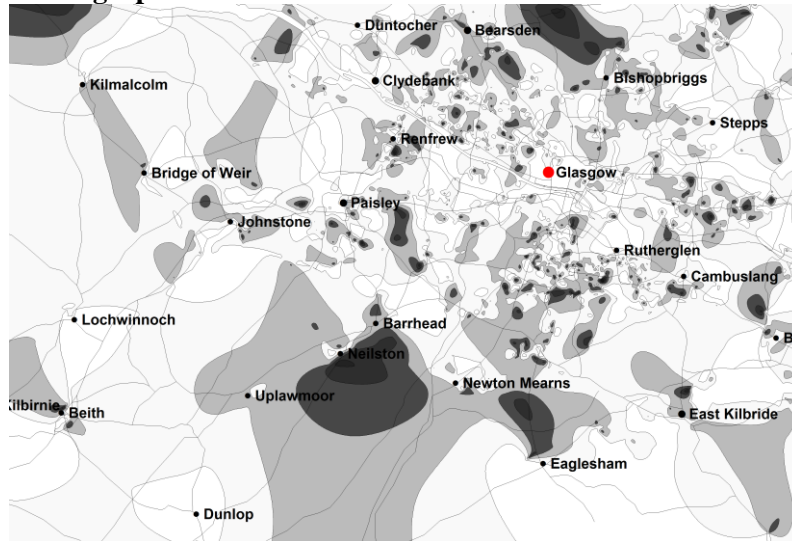 Duntocher
Bearsden
Kilmalcolm
Clydebank
Bishopbriggs
Stepps
Renfrew
Bridge of Weir
Glasgow
Paisley
Johnstone
Rutherglen
Cambuslang
Lochwinnoch
Barrhead
B
Neilston
Newton Mearns
Uplawmoor
Kilbirnie
Beith
East Kilbride
Eaglesham
Dunlop